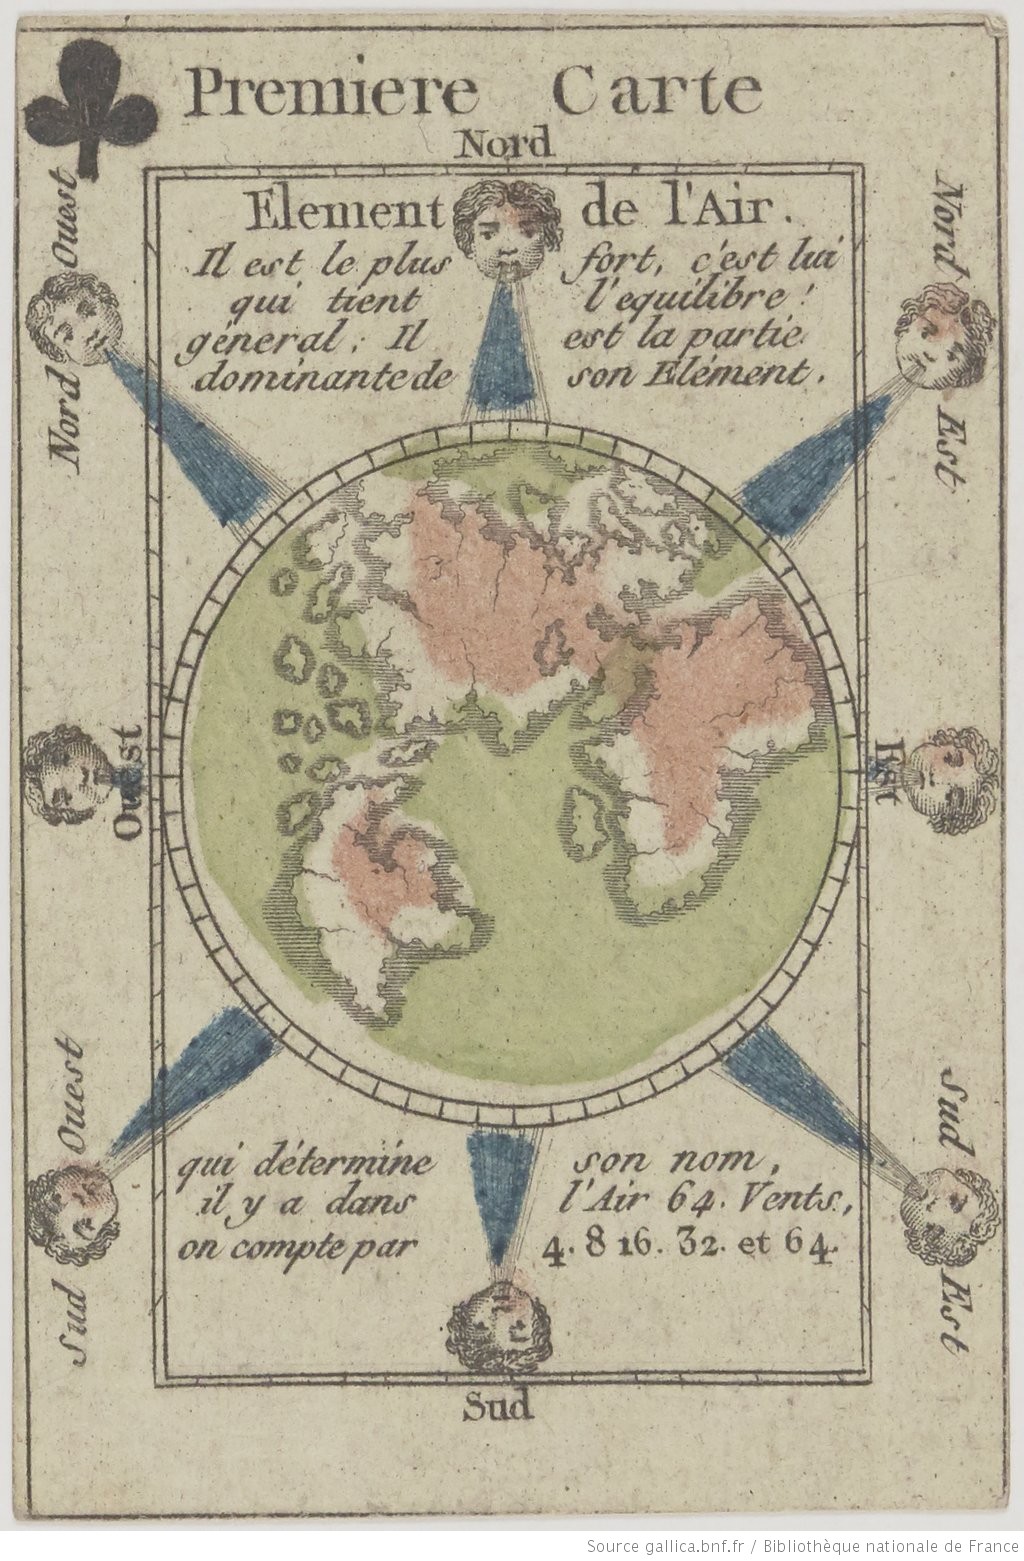 Premiere Carte
Nord
Element de l'Air.
Il est le plus fort, c'est lui
qui tient l'equilibre !
géneral ; Il est la partie
dominante de son Elément.
Nord Ouest
Nord Est
Ouest
Est
Sud Ouest
Sud Est
qui détermine son nom,
il y a dans l'Air 64. Vents,
on compte par 4. 8 16. 32. et 64.
Sud
Source gallica.bnf.fr / Bibliothèque nationale de France